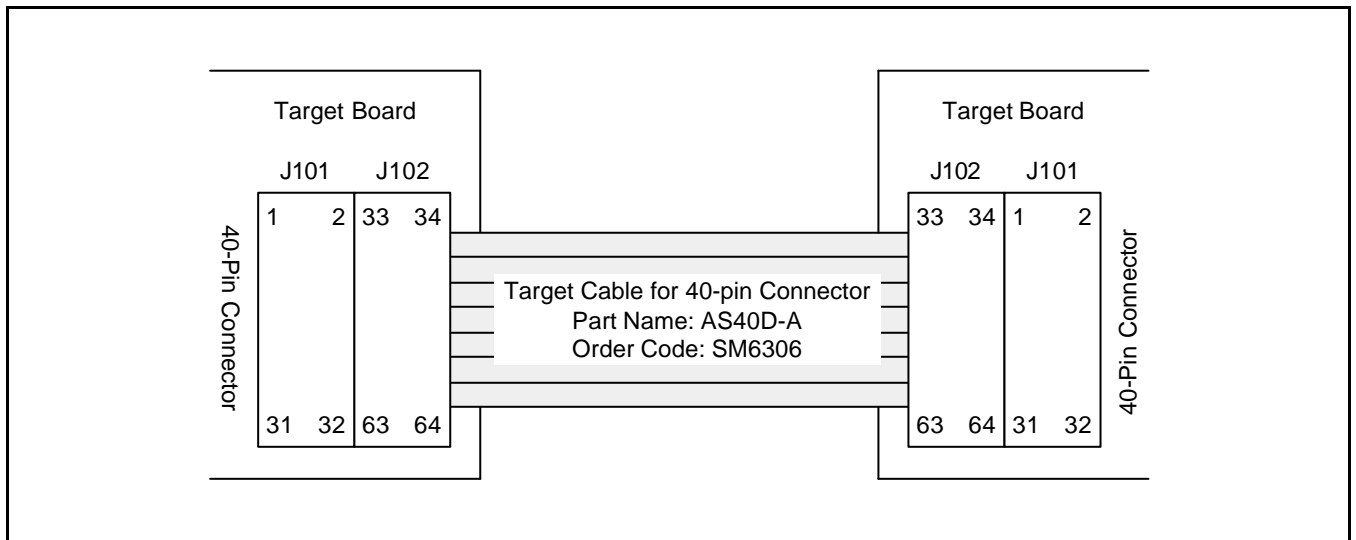 Target Board
J101 J102
1 2 33 34
40-Pin Connector
31 32 63 64
Target Cable for 40-pin Connector
Part Name: AS40D-A
Order Code: SM6306
Target Board
J102 J101
33 34 1 2
40-Pin Connector
63 64 31 32